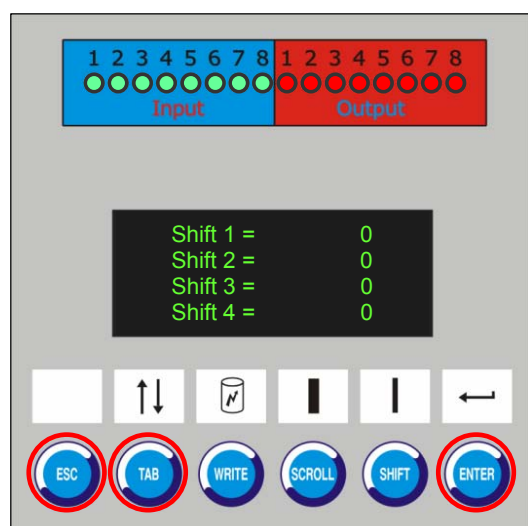 1 2 3 4 5 6 7 8 1 2 3 4 5 6 7 8
Input Output
Shift 1 = 0
Shift 2 = 0
Shift 3 = 0
Shift 4 = 0
ESC TAB WRITE SCROLL SHIFT ENTER